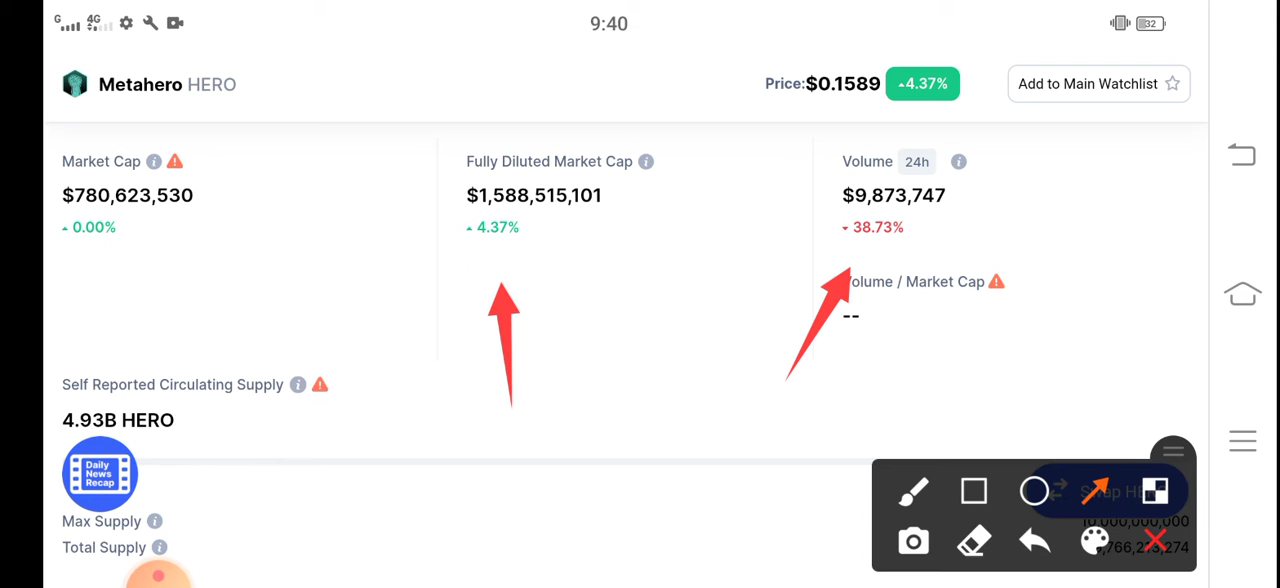 G 4G 9:40 32
Metahero HERO Price:$0.1589 4.37% Add to Main Watchlist
Market Cap Fully Diluted Market Cap Volume 24h
$780,623,530 $1,588,515,101 $9,873,747
0.00% 4.37% 38.73%
Volume / Market Cap
--
Self Reported Circulating Supply
4.93B HERO
Daily
News
Recap
Swap
Max Supply 10,000,000,000
Total Supply